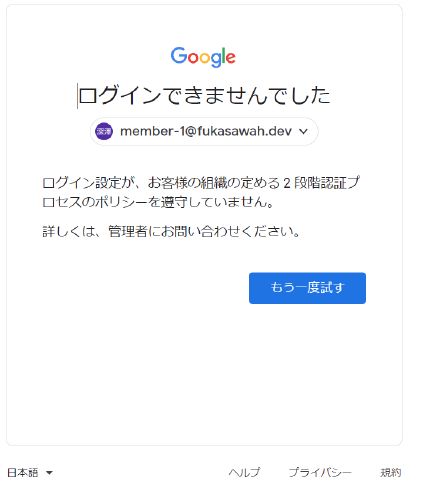 Google
ログインできませんでした
深澤 member-1@fukasawah.dev
ログイン設定が、お客様の組織の定める 2 段階認証プ
ロセスのポリシーを遵守していません。
詳しくは、管理者にお問い合わせください。
もう一度試す
日本語 ヘルプ プライバシー 規約